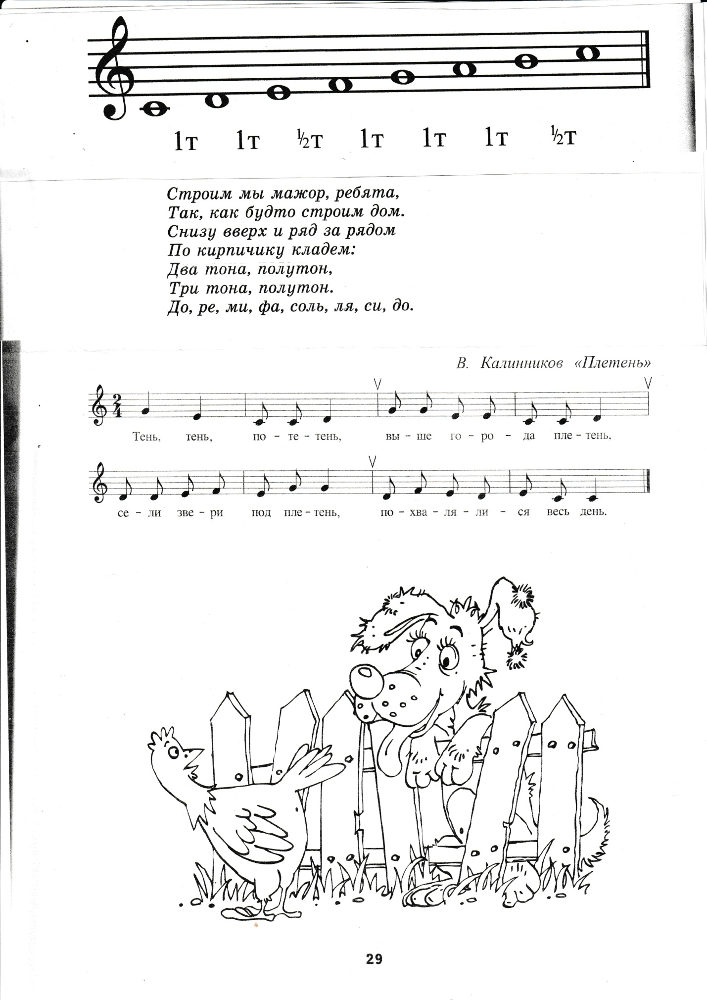 1т 1т ½т 1т 1т 1т ½т
Строим мы мажор, ребята,
Так, как будто строим дом.
Снизу вверх и ряд за рядом
По кирпичику кладем:
Два тона, полутон,
Три тона, полутон.
До, ре, ми, фа, соль, ля, си, до.
В. Калинников «Плетень»
2
4
Тень, тень, по – те – тень, вы – ше го – ро – да пле – тень,
се – ли зве – ри под пле – тень, по – хва – ля – ли – ся весь день.
29